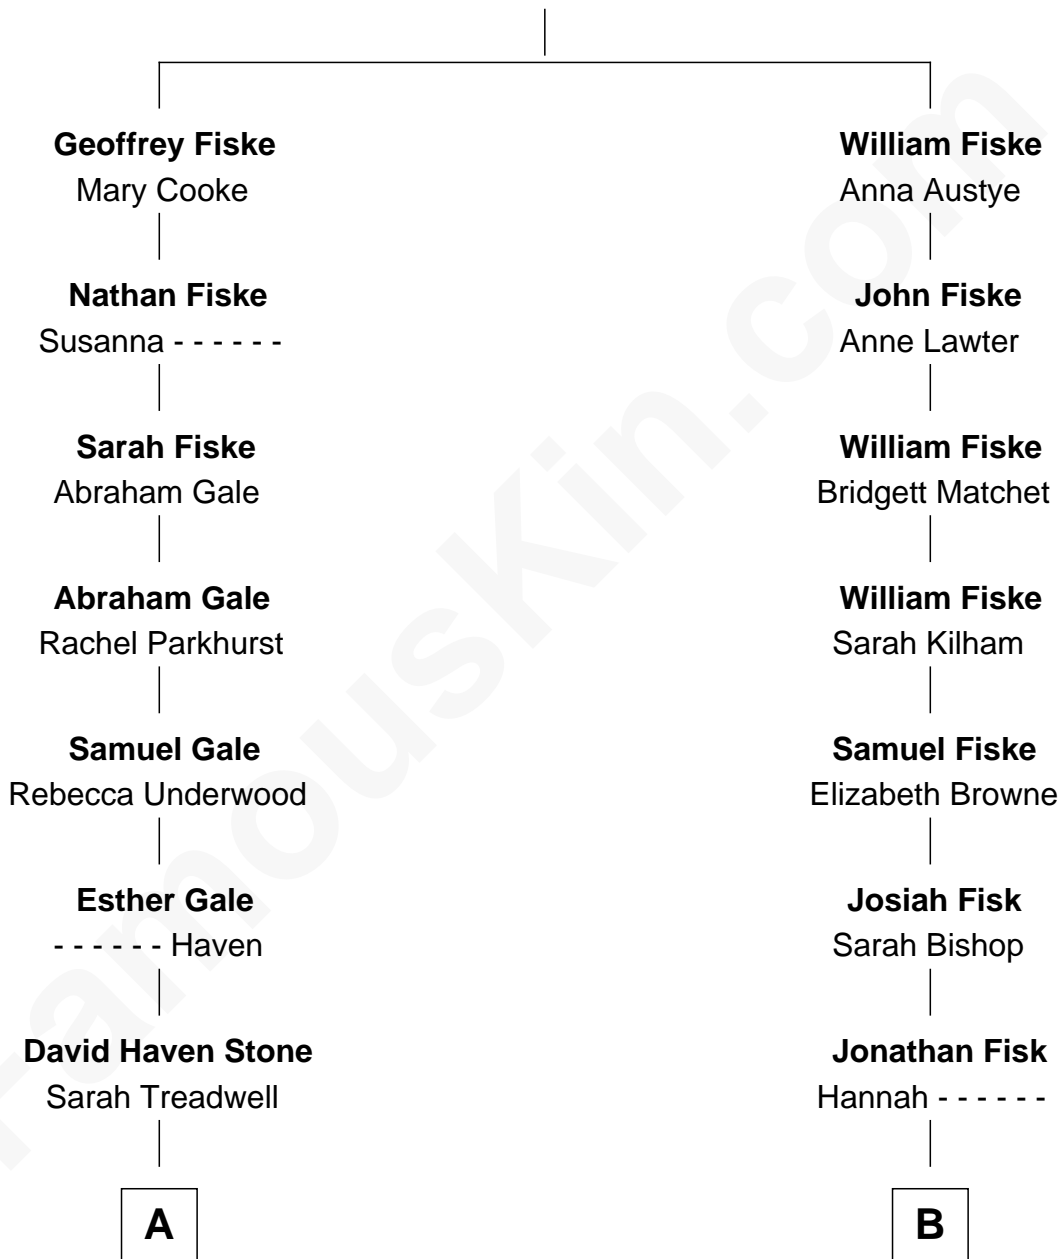 Geoffrey Fiske
Mary Cooke
Nathan Fiske
Susanna - - - - - -
Sarah Fiske
Abraham Gale
Abraham Gale
Rachel Parkhurst
Samuel Gale
Rebecca Underwood
Esther Gale
- - - - - - Haven
David Haven Stone
Sarah Treadwell
A
William Fiske
Anna Austye
John Fiske
Anne Lawter
William Fiske
Bridgett Matchet
William Fiske
Sarah Kilham
Samuel Fiske
Elizabeth Browne
Josiah Fisk
Sarah Bishop
Jonathan Fisk
Hannah - - - - - -
B
FamousKin.com